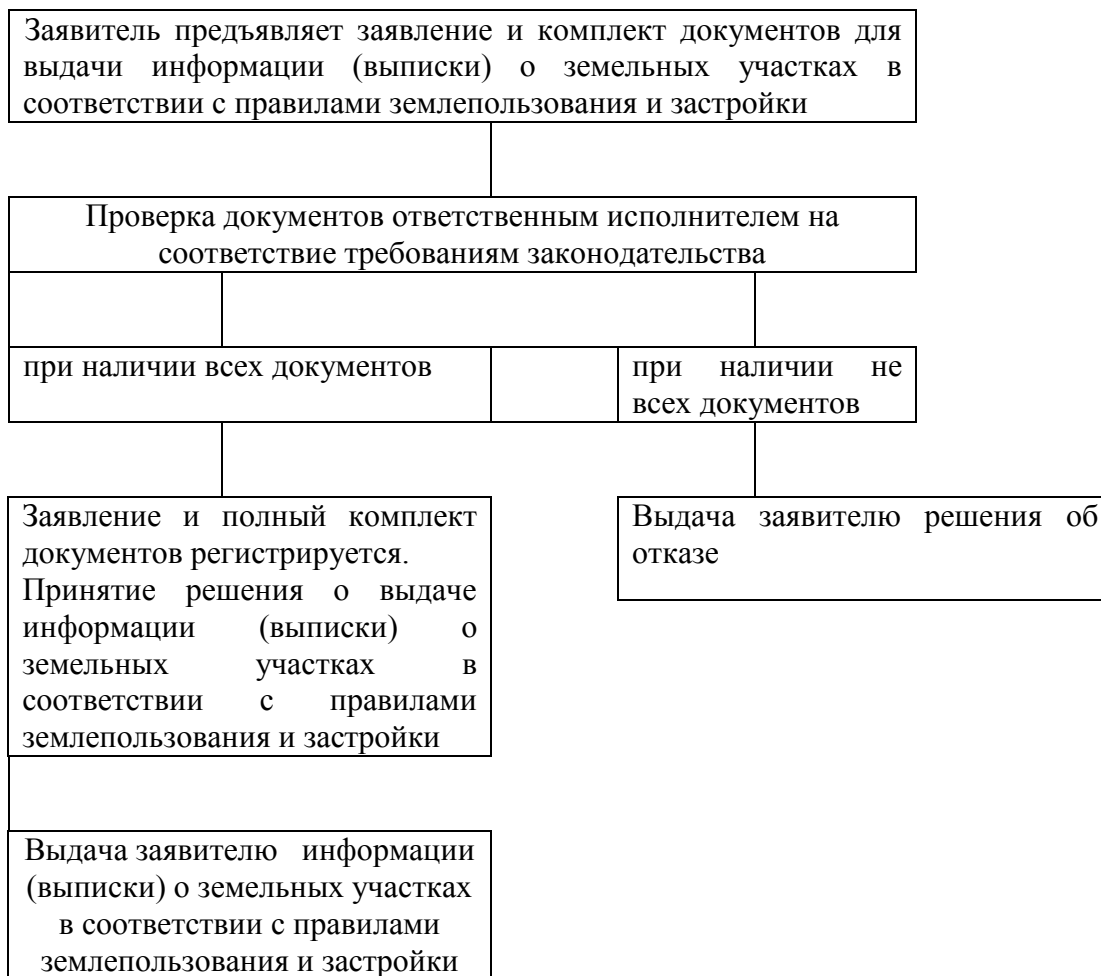 Заявитель предъявляет заявление и комплект документов для
выдачи информации (выписки) о земельных участках в
соответствии с правилами землепользования и застройки
Проверка документов ответственным исполнителем на
соответствие требованиям законодательства
при наличии всех документов
при наличии не
всех документов
Заявление и полный комплект
документов регистрируется.
Принятие решения о выдаче
информации (выписки) о
земельных участках в
соответствии с правилами
землепользования и застройки
Выдача заявителю решения об
отказе
Выдача заявителю информации
(выписки) о земельных участках
в соответствии с правилами
землепользования и застройки